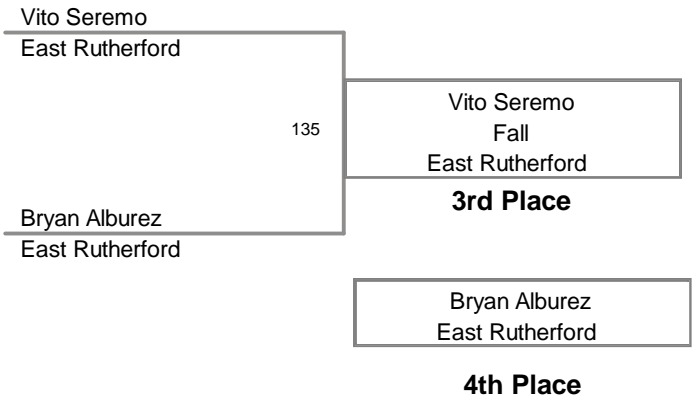 Vito Seremo
East Rutherford
135
Vito Seremo
Fall
East Rutherford
3rd Place
Bryan Alburez
East Rutherford
Bryan Alburez
East Rutherford
4th Place